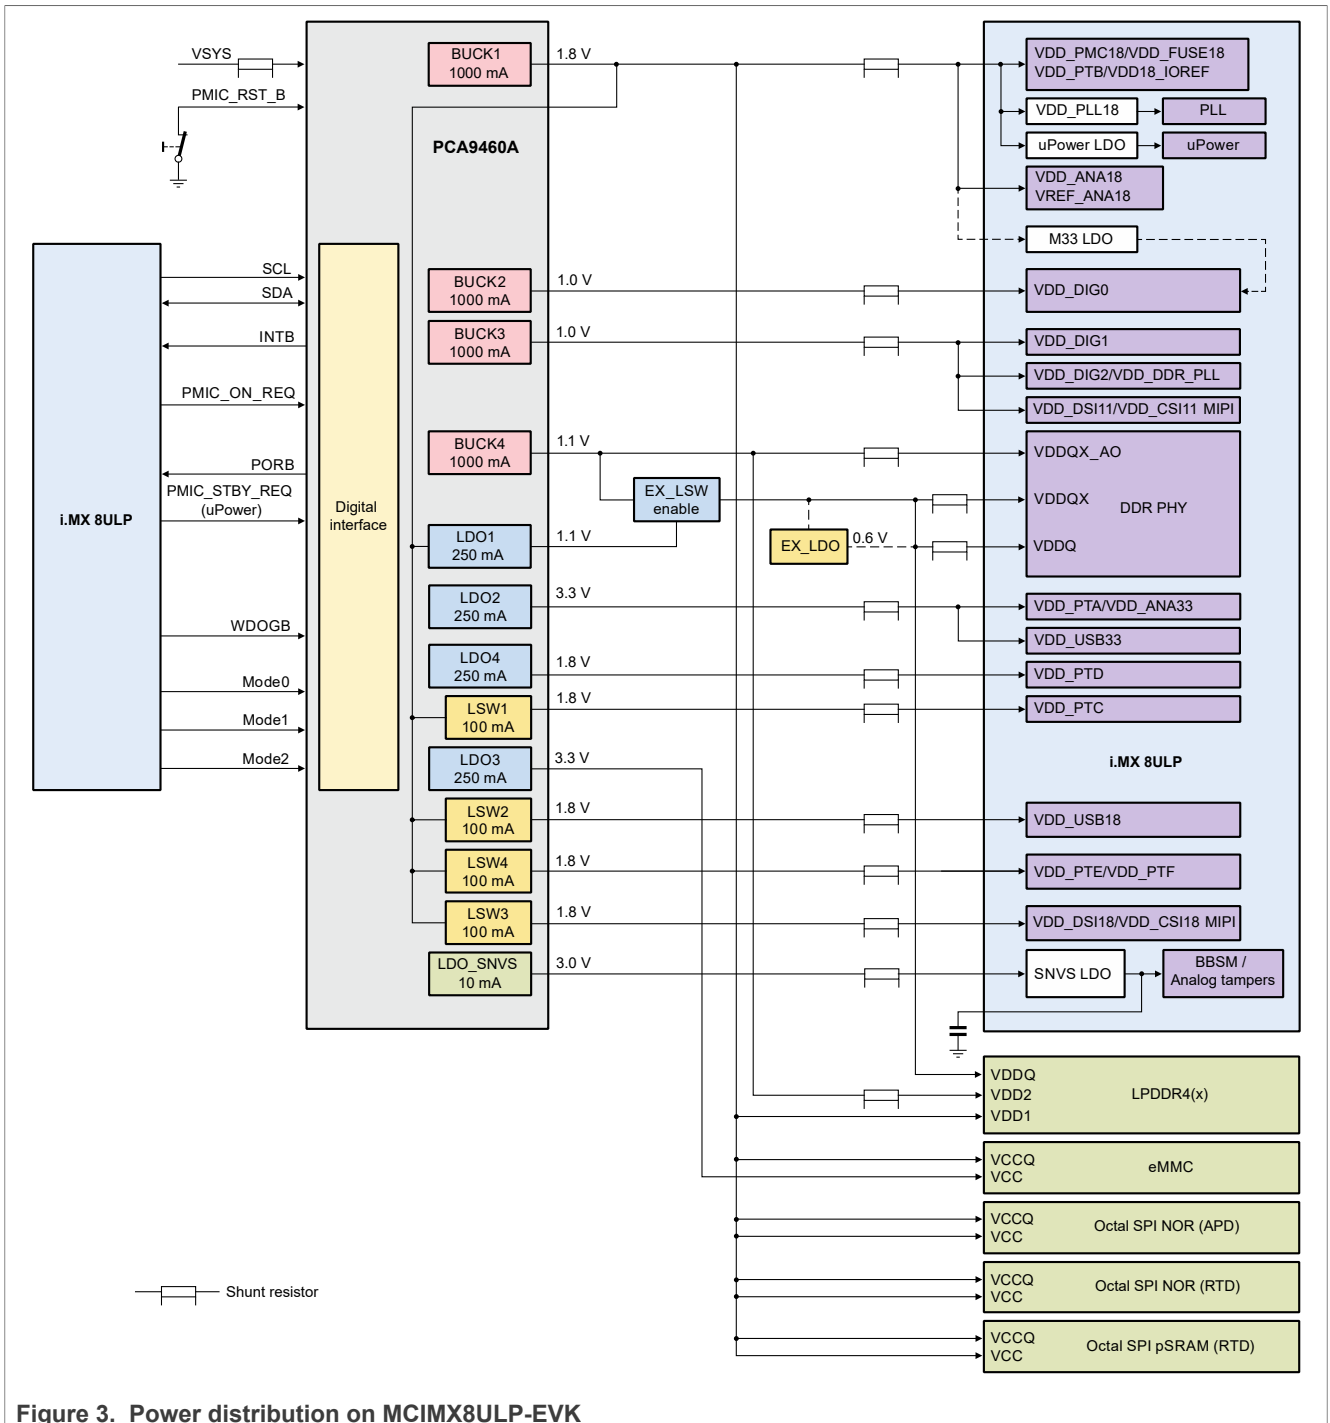 VSYS
PMIC_RST_B
BUCK1
1000 mA
1.8 V
PCA9460A
VDD_PMC18/VDD_FUSE18
VDD_PTB/VDD18_IOREF
VDD_PLL18
PLL
uPower LDO
uPower
VDD_ANA18
VREF_ANA18
M33 LDO
i.MX 8ULP
SCL
SDA
INTB
PMIC_ON_REQ
PORB
PMIC_STBY_REQ
(uPower)
WDOGB
Mode0
Mode1
Mode2
Digital
interface
BUCK2
1000 mA
1.0 V
VDD_DIG0
BUCK3
1000 mA
1.0 V
VDD_DIG1
VDD_DIG2/VDD_DDR_PLL
VDD_DSI11/VDD_CSI11 MIPI
BUCK4
1000 mA
1.1 V
VDDQX_AO
EX_LSW
enable
VDDQX
DDR PHY
LDO1
250 mA
1.1 V
EX_LDO
0.6 V
VDDQ
LDO2
250 mA
3.3 V
VDD_PTA/VDD_ANA33
VDD_USB33
LDO4
250 mA
1.8 V
VDD_PTD
LSW1
100 mA
1.8 V
VDD_PTC
LDO3
250 mA
3.3 V
i.MX 8ULP
LSW2
100 mA
1.8 V
VDD_USB18
LSW4
100 mA
1.8 V
VDD_PTE/VDD_PTF
LSW3
100 mA
1.8 V
VDD_DSI18/VDD_CSI18 MIPI
LDO_SNVS
10 mA
3.0 V
SNVS LDO
BBSM /
Analog tampers
VDDQ
VDD2
VDD1
LPDDR4(x)
VCCQ
VCC
eMMC
VCCQ
VCC
Octal SPI NOR (APD)
VCCQ
VCC
Octal SPI NOR (RTD)
VCCQ
VCC
Octal SPI pSRAM (RTD)
Shunt resistor
Figure 3. Power distribution on MCIMX8ULP-EVK